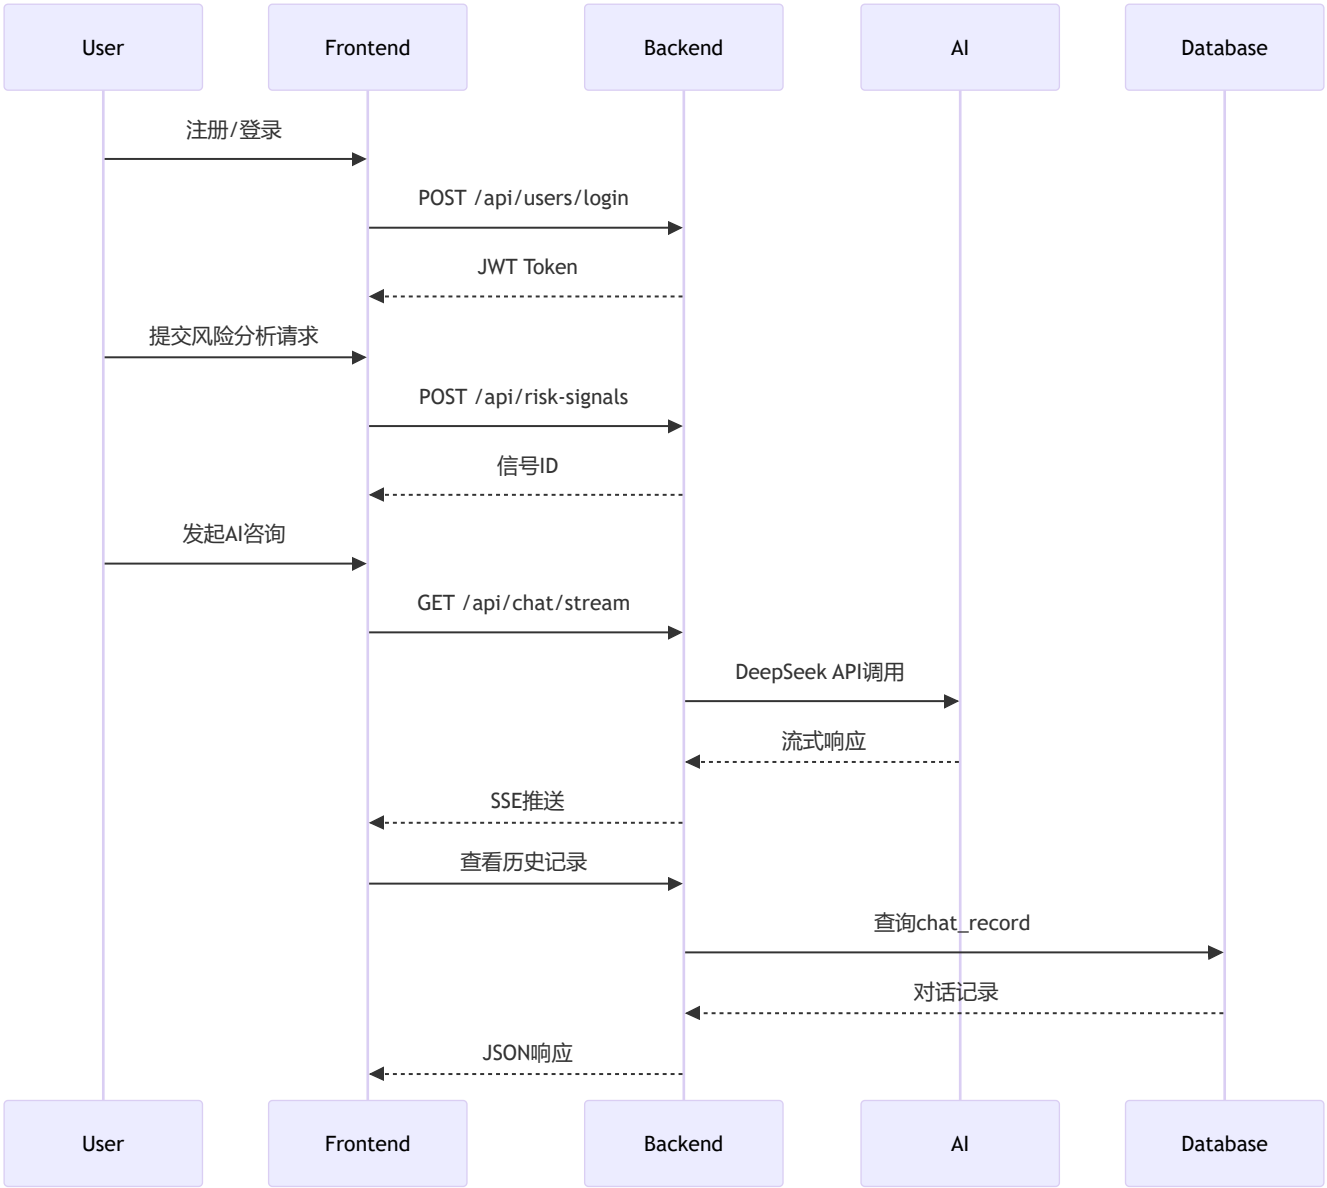 User
Frontend
Backend
AI
Database
注册/登录
POST /api/users/login
JWT Token
提交风险分析请求
POST /api/risk-signals
信号ID
发起AI咨询
GET /api/chat/stream
DeepSeek API调用
流式响应
SSE推送
查看历史记录
查询chat_record
对话记录
JSON响应
User
Frontend
Backend
AI
Database